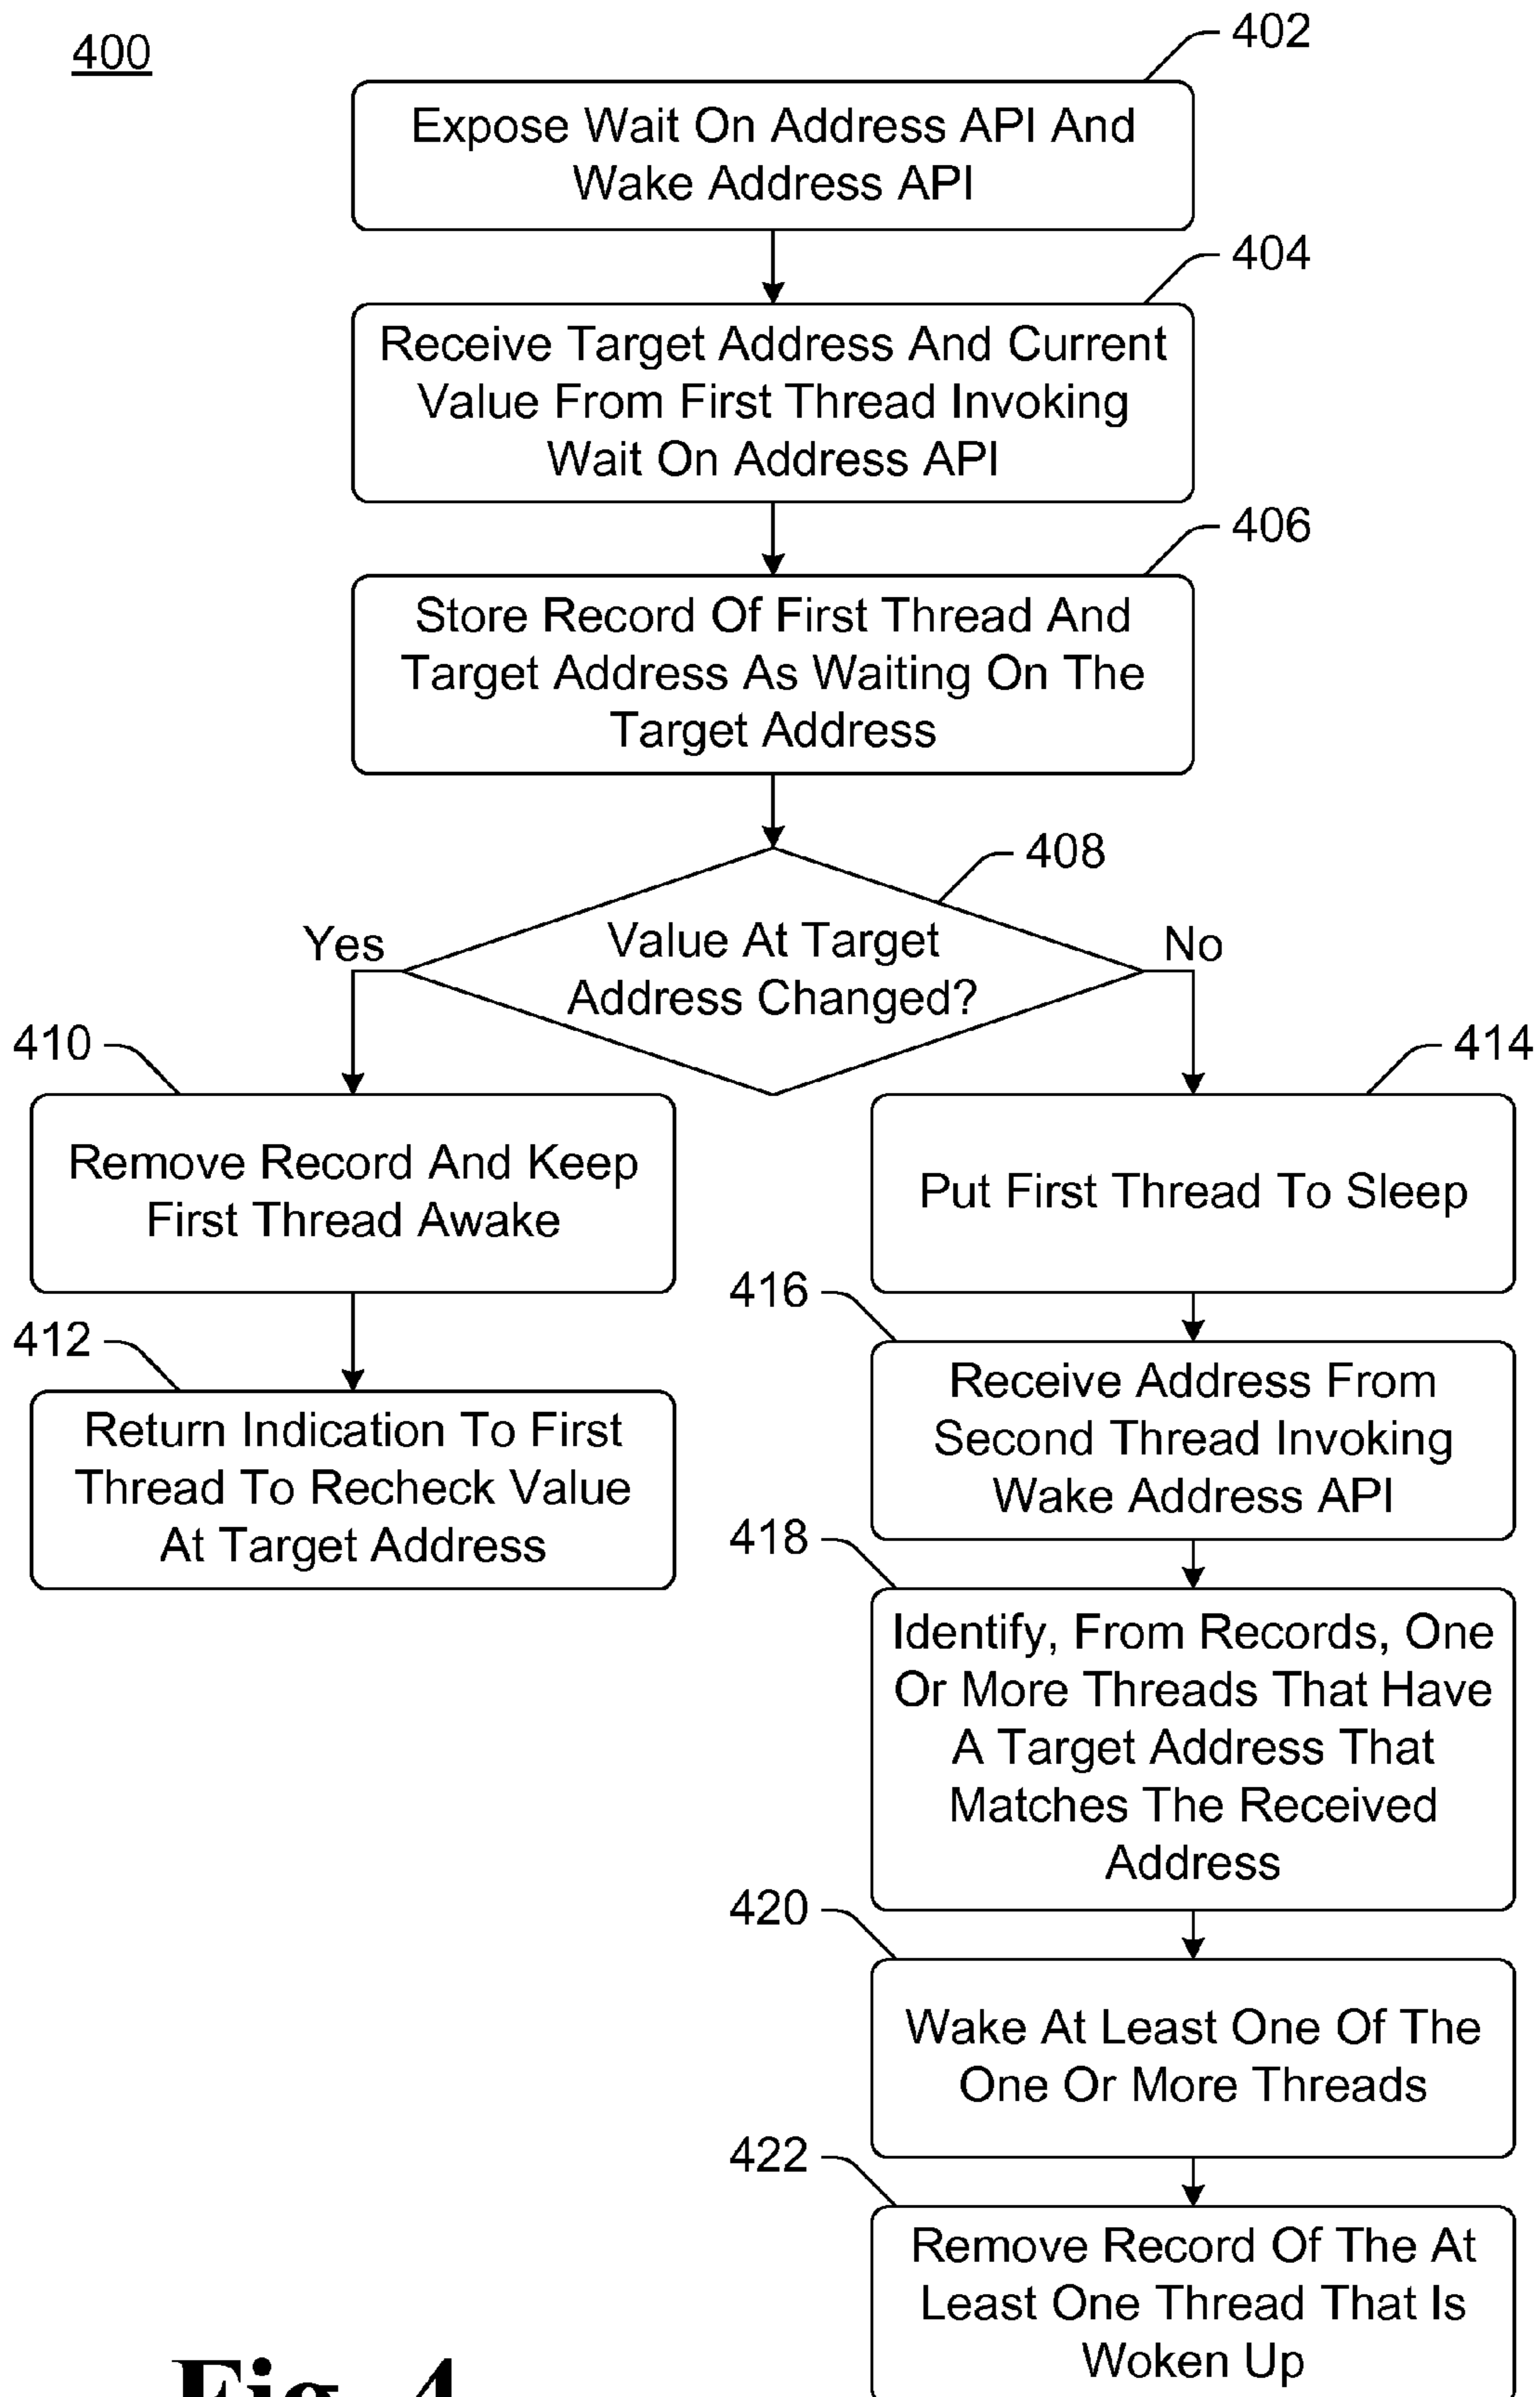 400
402
Expose Wait On Address API And
Wake Address API
404
Receive Target Address And Current
Value From First Thread Invoking
Wait On Address API
406
Store Record Of First Thread And
Target Address As Waiting On The
Target Address
408
Value At Target
Address Changed?
Yes
No
410
Remove Record And Keep
First Thread Awake
412
Return Indication To First
Thread To Recheck Value
At Target Address
414
Put First Thread To Sleep
416
Receive Address From
Second Thread Invoking
Wake Address API
418
Identify, From Records, One
Or More Threads That Have
A Target Address That
Matches The Received
Address
420
Wake At Least One Of The
One Or More Threads
422
Remove Record Of The At
Least One Thread That Is
Woken Up
Fig. 4